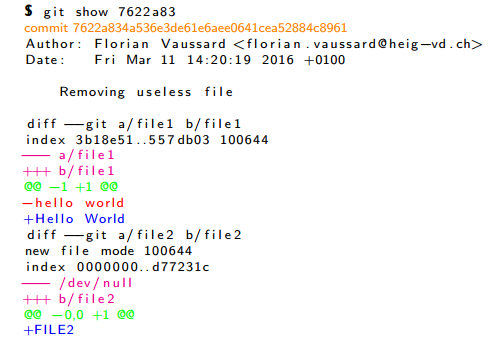 $ git show 7622a83
commit 7622a834a536e3de61e6aee0641cea52884c8961
Author: Florian Vaussard <florian.vaussard@heig-vd.ch>
Date: Fri Mar 11 14:20:19 2016 +0100
Removing useless file
diff --git a/file1 b/file1
index 3b18e51..557db03 100644
--- a/file1
+++ b/file1
@@ -1 +1 @@
-hello world
+Hello World
diff --git a/file2 b/file2
new file mode 100644
index 0000000..d77231c
--- /dev/null
+++ b/file2
@@ -0,0 +1 @@
+FILE2